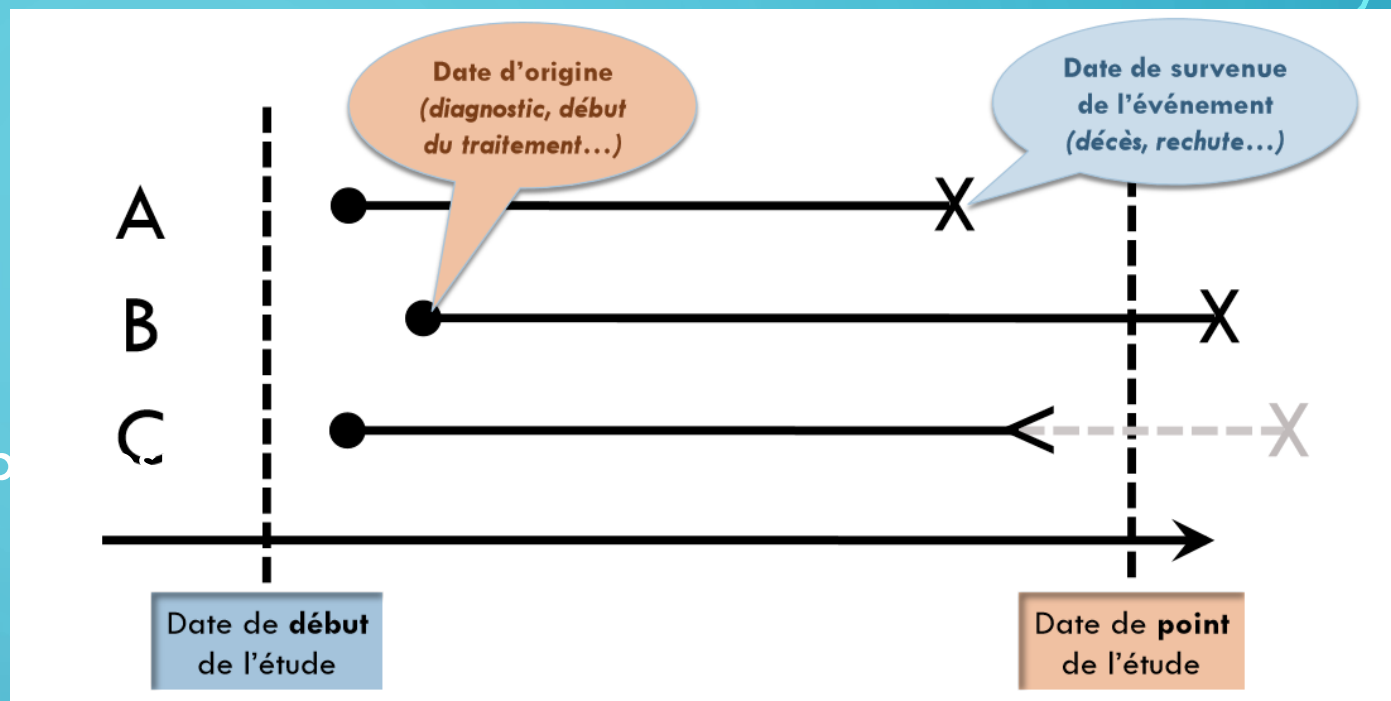 Date d'origine
(diagnostic, début
du traitement...)
Date de survenue
de l'événement
(décès, rechute...)
A
X
B
X
C
X
Date de début
de l'étude
Date de point
de l'étude